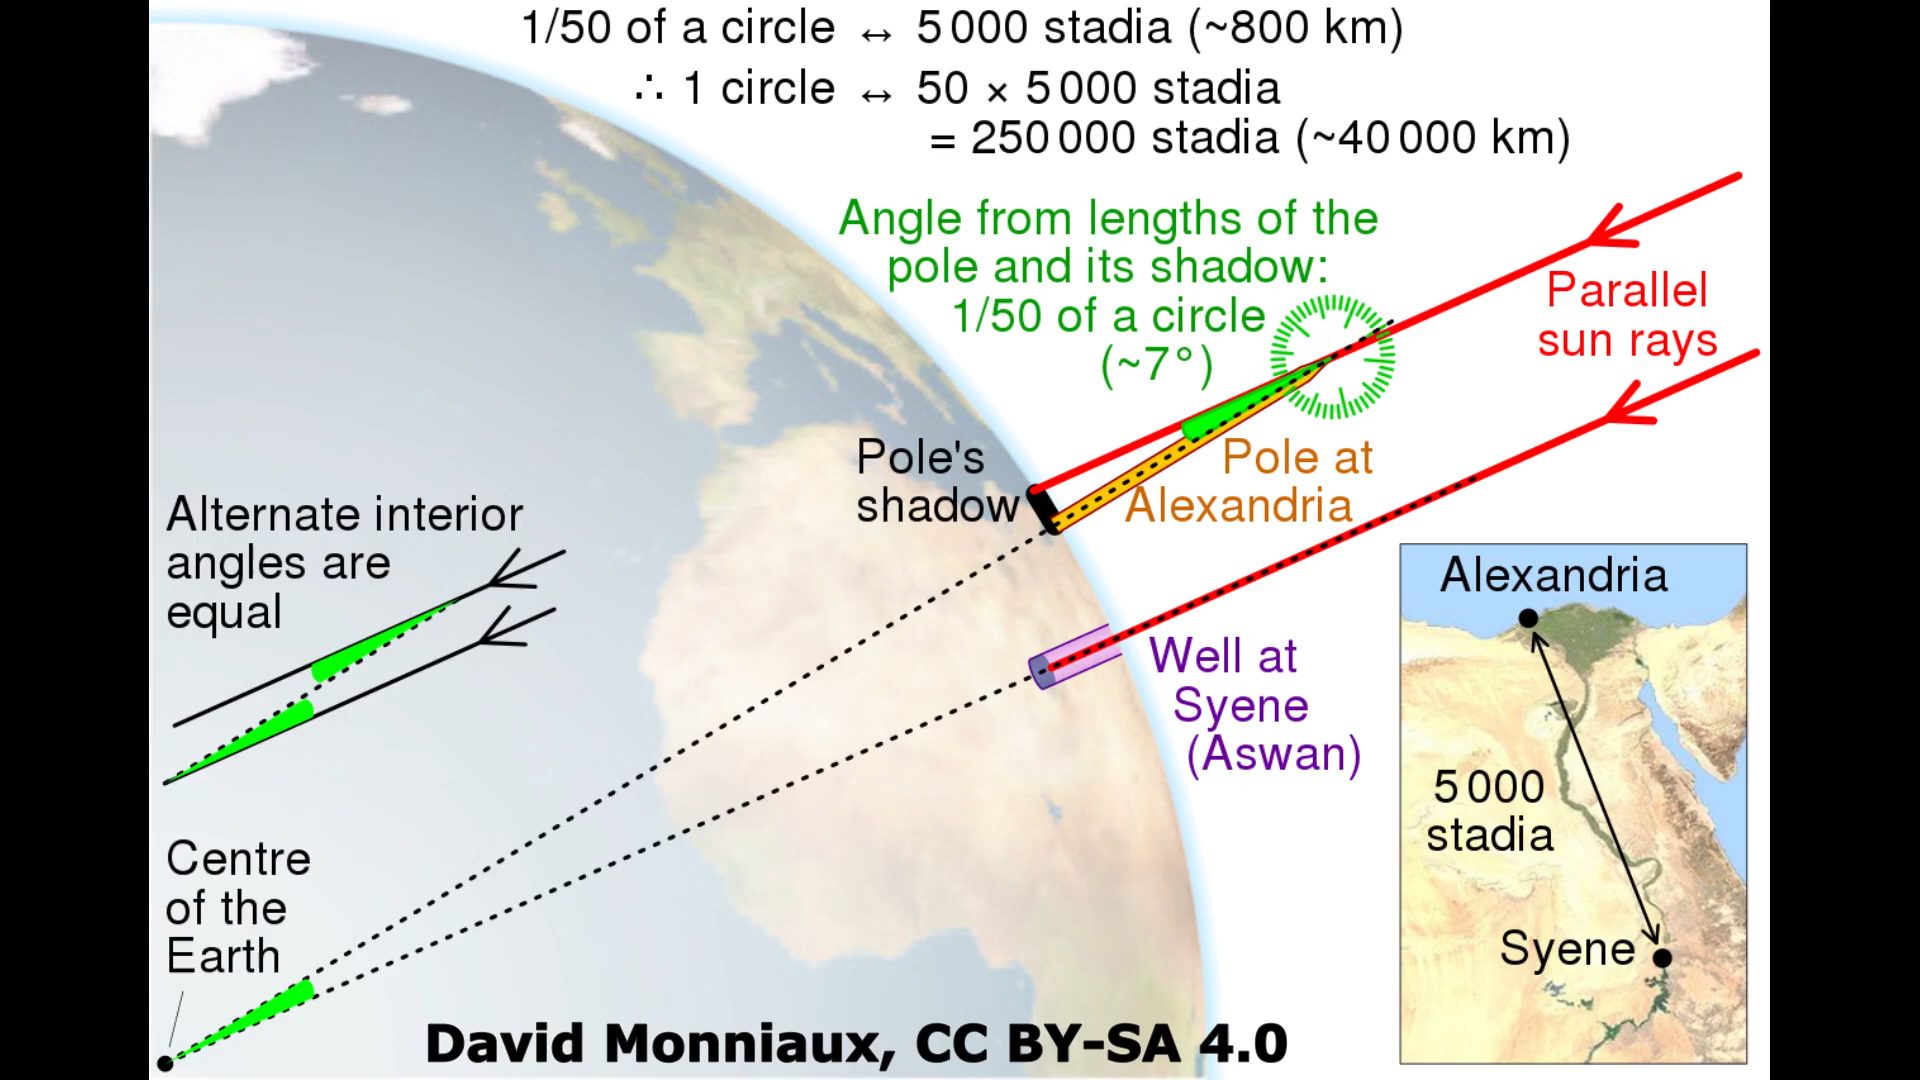 1/50 of a circle ↔ 5 000 stadia (~800 km)
∴ 1 circle ↔ 50 × 5 000 stadia
= 250 000 stadia (~40 000 km)
Angle from lengths of the
pole and its shadow:
1/50 of a circle
(~7°)
Parallel
sun rays
Pole's
shadow
Pole at
Alexandria
Alternate interior
angles are
equal
Well at
Syene
(Aswan)
Alexandria
5 000
stadia
Syene
Centre
of the
Earth
David Monniaux, CC BY-SA 4.0